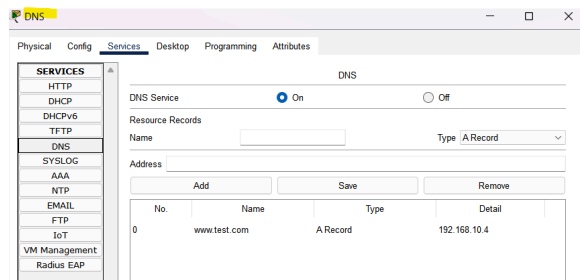 DNS
Physical Config Services Desktop Programming Attributes
SERVICES
HTTP
DHCP
DHCPv6
TFTP
DNS
SYSLOG
AAA
NTP
EMAIL
FTP
IoT
VM Management
Radius EAP
DNS
DNS Service On Off
Resource Records
Name Type A Record
Address
Add Save Remove
No. Name Type Detail
0 www.test.com A Record 192.168.10.4